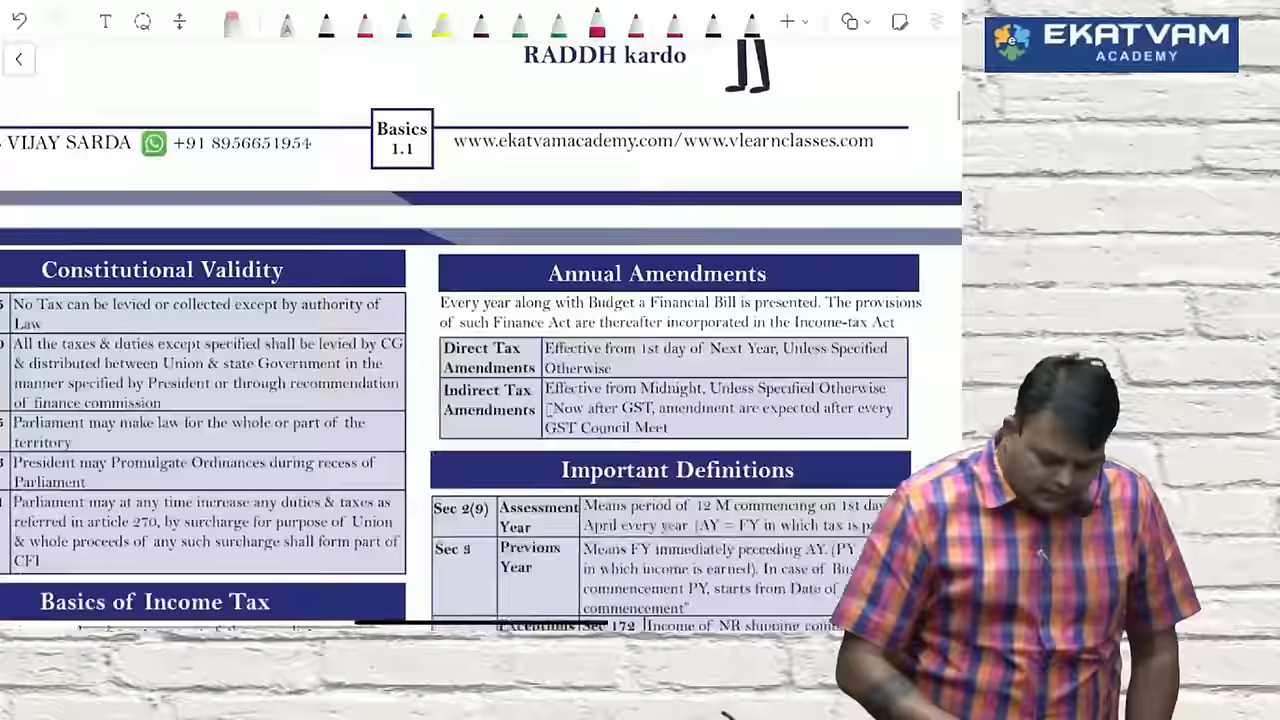 RADDH kardo
EKATVAM
ACADEMY
VIJAY SARDA +91 8956651954
Basics
1.1
www.ekatvamacademy.com/www.vlearnclasses.com
Constitutional Validity
No Tax can be levied or collected except by authority of
Law
All the taxes & duties except specified shall be levied by CG
& distributed between Union & state Government in the
manner specified by President or through recommendation
of finance commission
Parliament may make law for the whole or part of the
territory
President may Promulgate Ordinances during recess of
Parliament
Parliament may at any time increase any duties & taxes as
referred in article 270, by surcharge for purpose of Union
& whole proceeds of any such surcharge shall form part of
CFI
Basics of Income Tax
Annual Amendments
Every year along with Budget a Financial Bill is presented. The provisions
of such Finance Act are thereafter incorporated in the Income-tax Act
Direct Tax Effective from 1st day of Next Year, Unless Specified
Amendments Otherwise
Indirect Tax Effective from Midnight, Unless Specified Otherwise
Amendments [Now after GST, amendment are expected after every
GST Council Meet
Important Definitions
Sec 2(9) Assessment Means period of 12 M commencing on 1st day
Year April every year (AY = FY in which tax is
Sec 3 Previous Means FY immediately preceding AY. (PY
Year in which income is earned). In case of
commencement PY, starts from Date of
commencement"
Exceptions Sec 172 Income of NR shipping